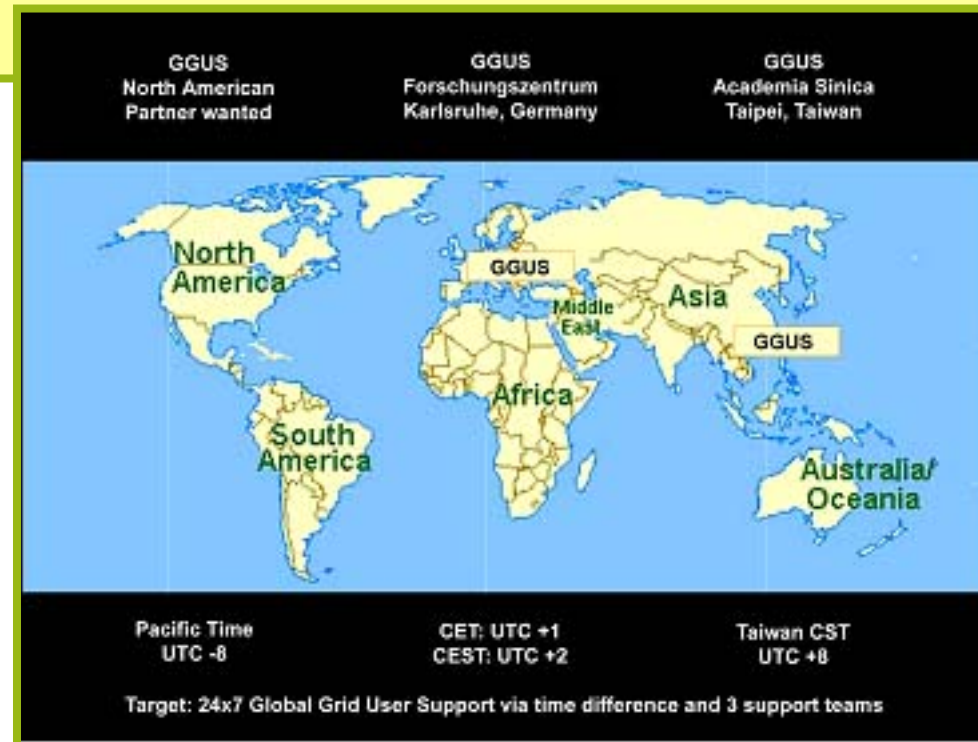 GGUS
North American
Partner wanted
GGUS
Forschungszentrum
Karlsruhe, Germany
GGUS
Academia Sinica
Taipei, Taiwan
North
America
GGUS
Middle
East
Asia
GGUS
Africa
South
America
Australia/
Oceania
Pacific Time
UTC -8
CET: UTC +1
CEST: UTC +2
Taiwan CST
UTC +8
Target: 24x7 Global Grid User Support via time difference and 3 support teams